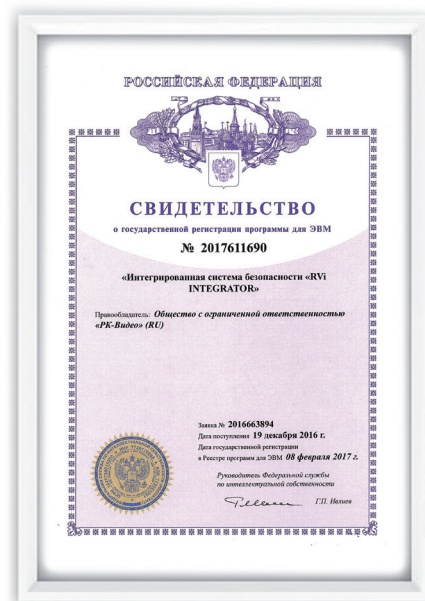 РОССИЙСКАЯ ФЕДЕРАЦИЯ
СВИДЕТЕЛЬСТВО
о государственной регистрации программы для ЭВМ
№ 2017611690
«Интегрированная система безопасности «RVi
INTEGRATOR»
Правообладатель: Общество с ограниченной ответственностью
«РК-Видео» (RU)
Заявка № 2016663894
Дата поступления 19 декабря 2016 г.
Дата государственной регистрации
в Реестре программ для ЭВМ 08 февраля 2017 г.
Руководитель Федеральной службы
по интеллектуальной собственности
Г.П. Ивлиев